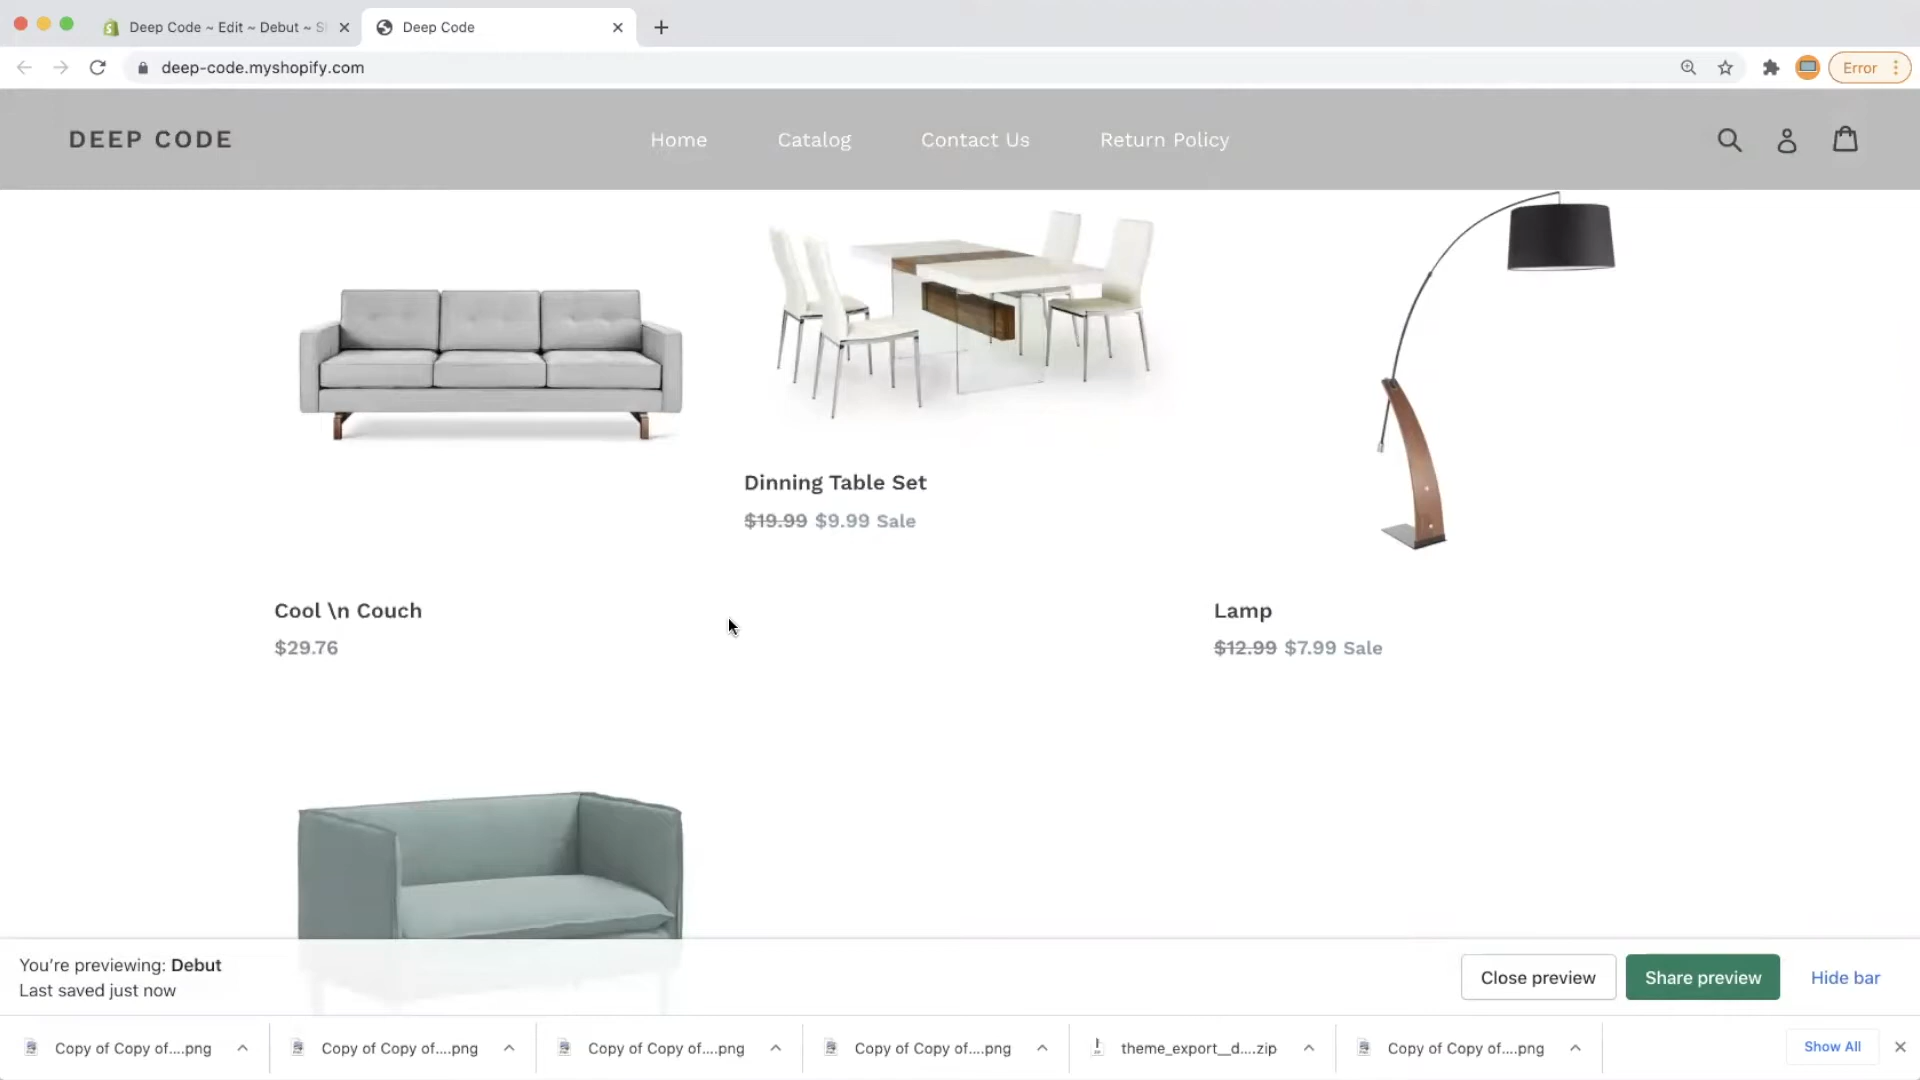 Deep Code ~ Edit ~ Debut ~ S
Deep Code
deep-code.myshopify.com
Error
DEEP CODE
Home
Catalog
Contact Us
Return Policy
Dinning Table Set
$19.99 $9.99 Sale
Cool \n Couch
$29.76
Lamp
$12.99 $7.99 Sale
You're previewing: Debut
Last saved just now
Close preview
Share preview
Hide bar
Copy of Copy of....png
Copy of Copy of....png
Copy of Copy of....png
Copy of Copy of....png
theme_export__d....zip
Copy of Copy of....png
Show All